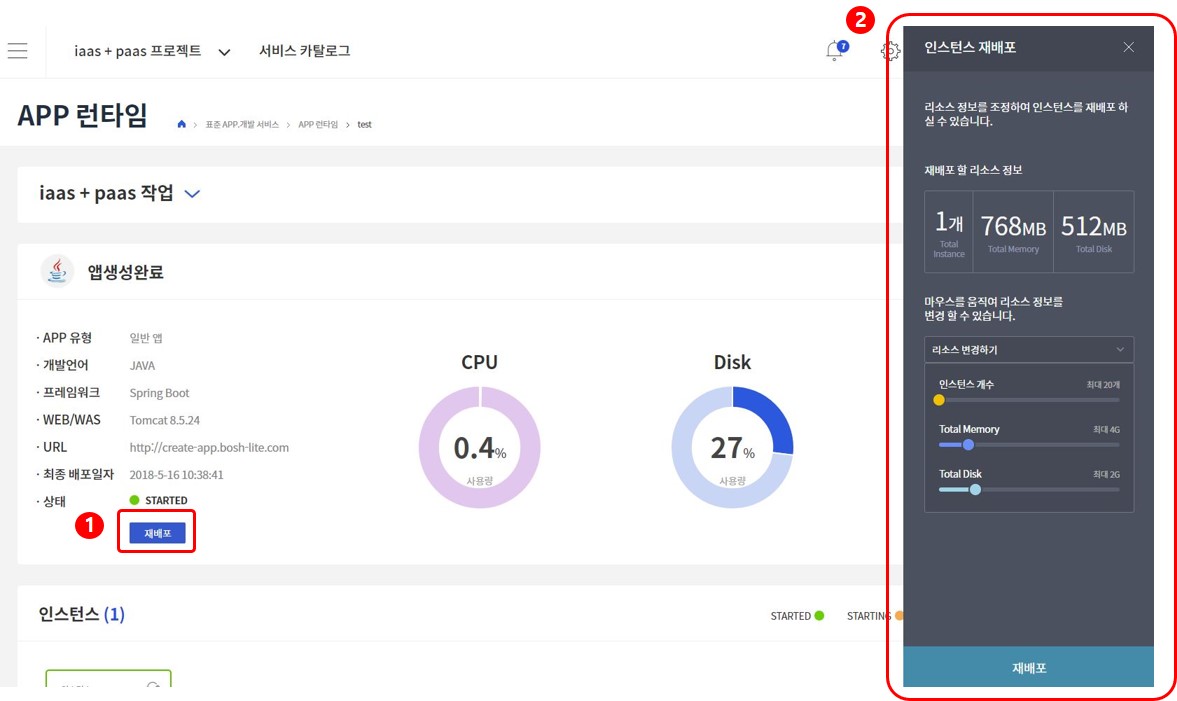 2
iaas + paas 프로젝트
서비스 카탈로그
7
APP 런타임
표준 APP.개발 서비스 > APP 런타임 > test
iaas + paas 작업
앱생성완료
· APP 유형 일반 앱
· 개발언어 JAVA
· 프레임워크 Spring Boot
· WEB/WAS Tomcat 8.5.24
· URL http://create-app.bosh-lite.com
· 최종 배포일자 2018-5-16 10:38:41
· 상태 STARTED
1
재배포
CPU
0.4%
사용량
Disk
27%
사용량
인스턴스 (1)
STARTED
STARTING
인스턴스 재배포
리소스 정보를 조정하여 인스턴스를 재배포 하
실 수 있습니다.
재배포 할 리소스 정보
1개
Total
Instance
768MB
Total Memory
512MB
Total Disk
마우스를 움직여 리소스 정보를
변경 할 수 있습니다.
리소스 변경하기
인스턴스 개수 최대 20개
Total Memory 최대 4G
Total Disk 최대 2G
재배포